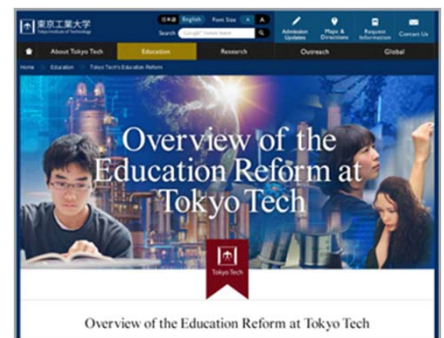 東京工業大学
Tokyo Institute of Technology
日本語 English Font Size A A
Search
Admission Updates
Maps & Directions
Request Information
Contact Us
About Tokyo Tech Education Research Outreach Global
Home Education Tokyo Tech's Education Reform
Overview of the
Education Reform at
Tokyo Tech
Tokyo Tech
Overview of the Education Reform at Tokyo Tech